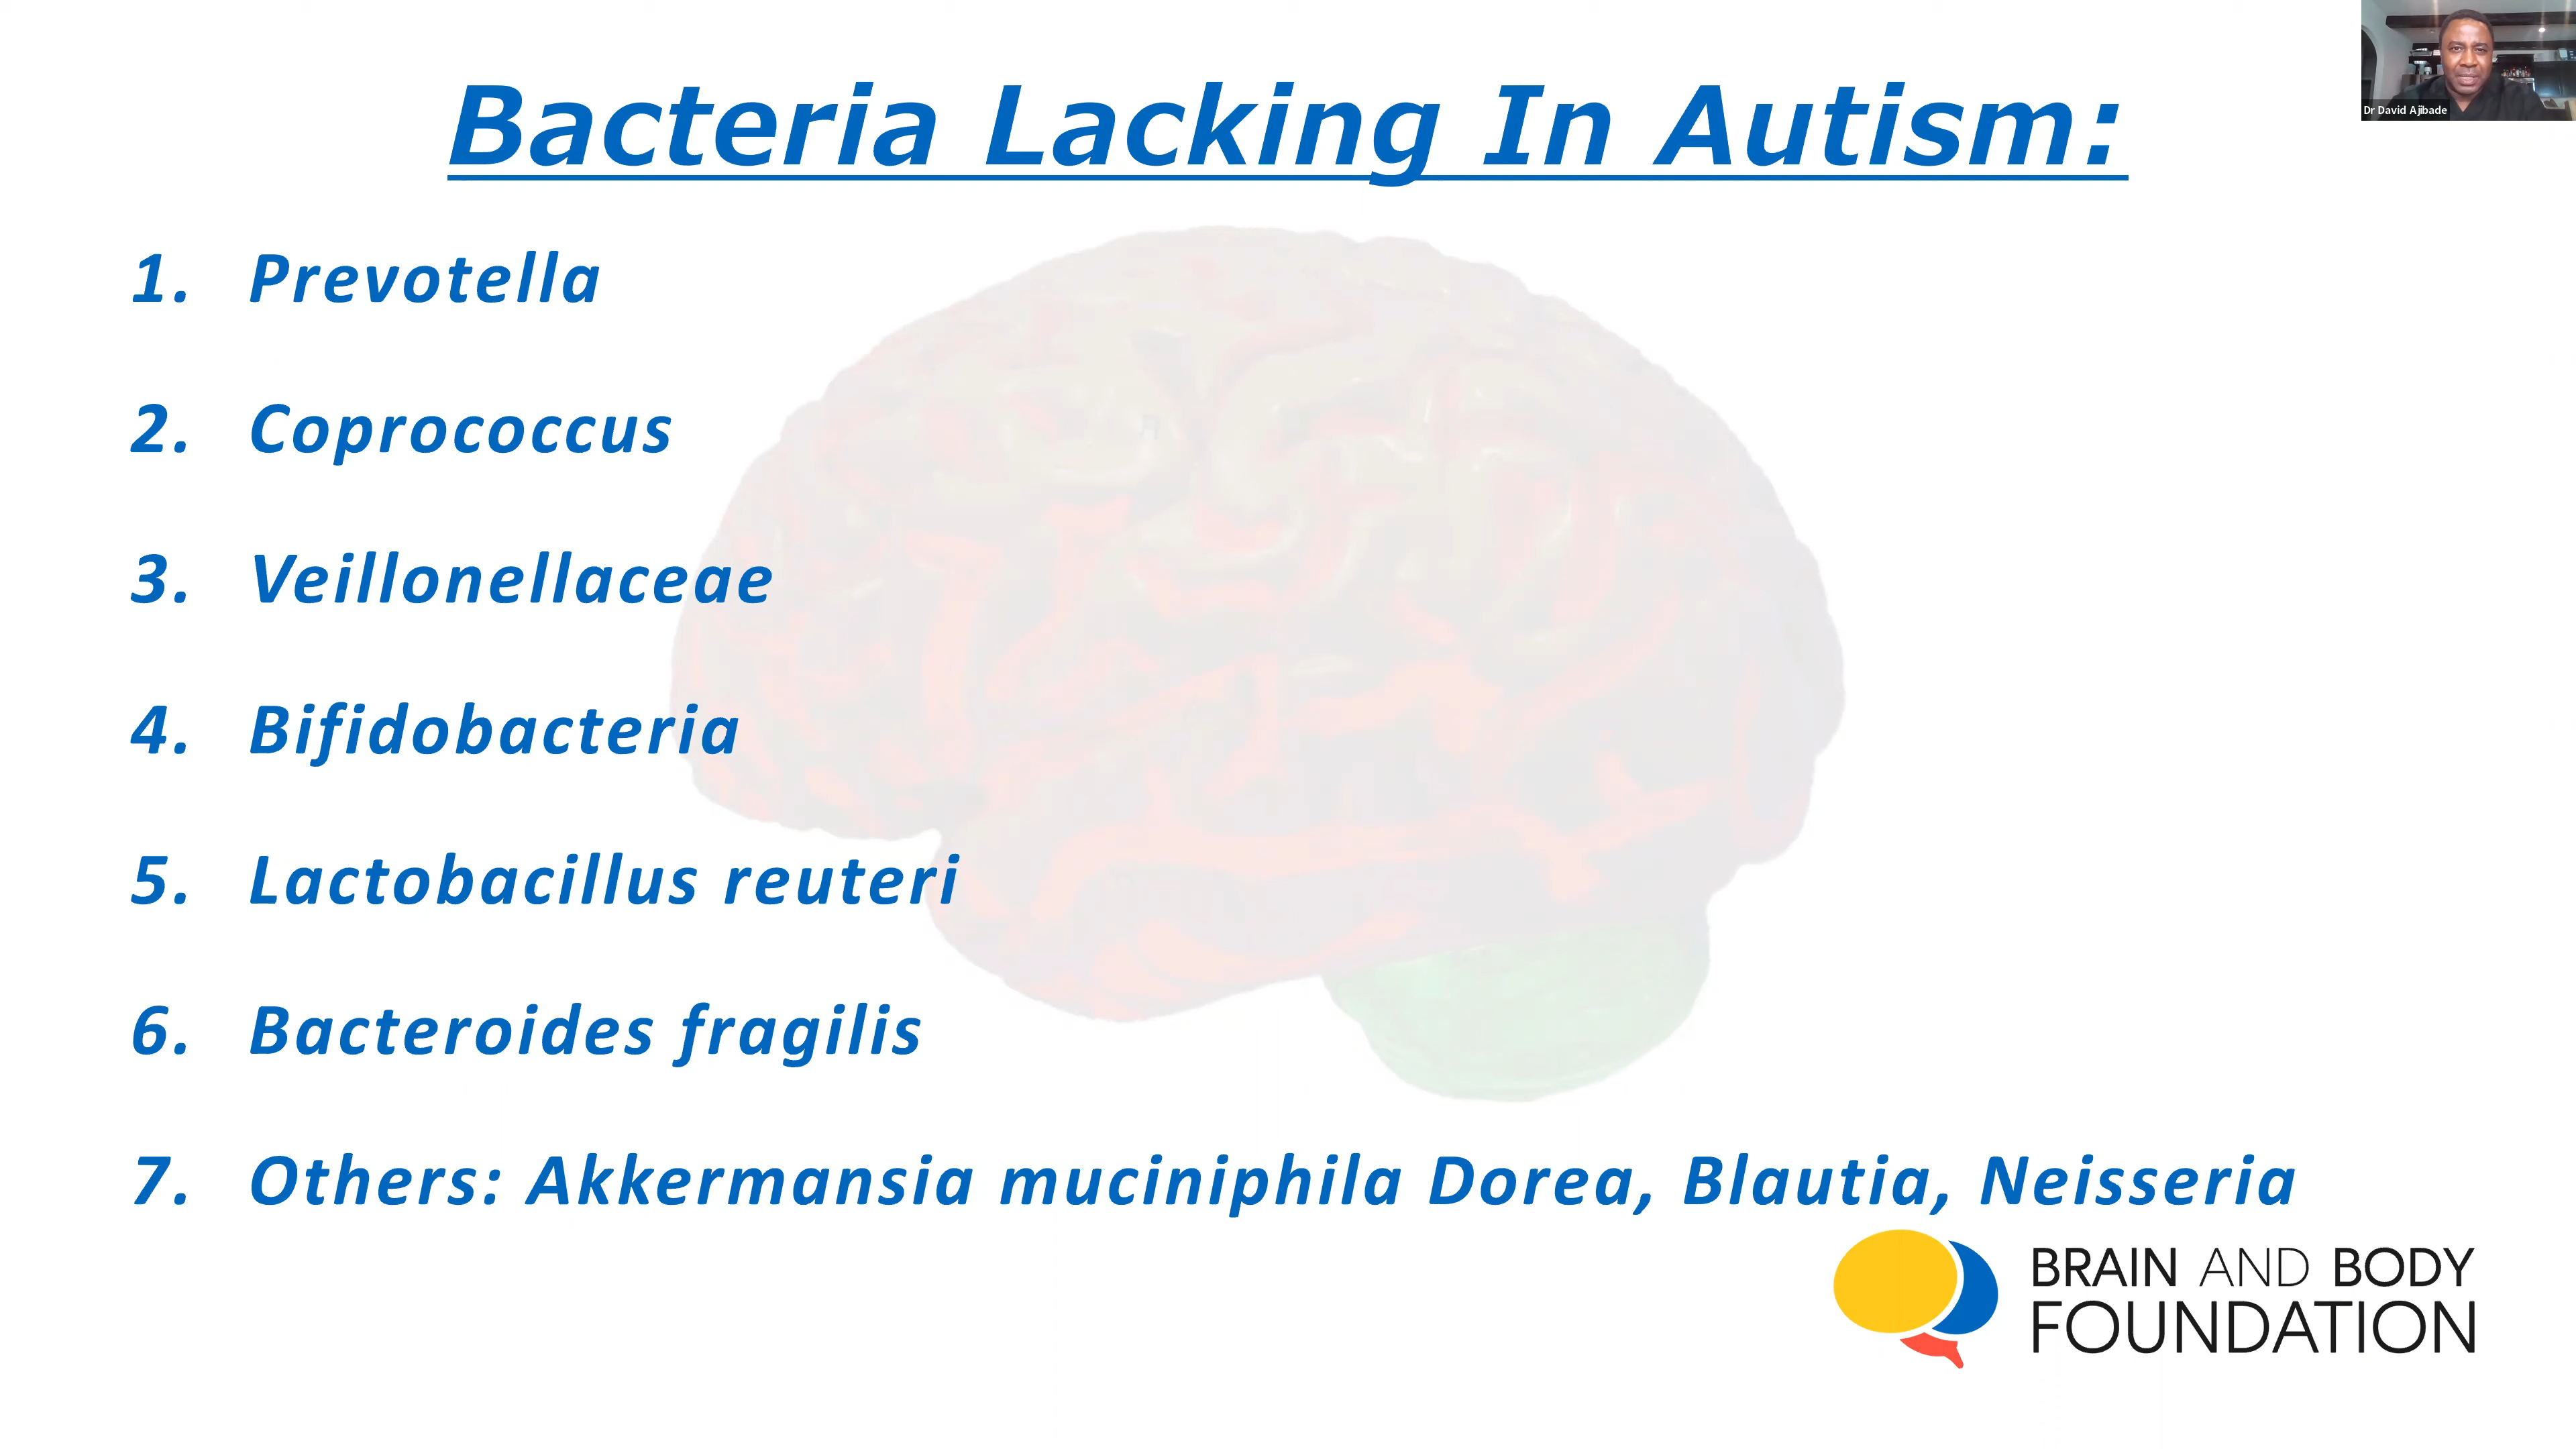 Bacteria Lacking In Autism:
Dr David Ajibade
1. Prevotella
2. Coprococcus
3. Veillonellaceae
4. Bifidobacteria
5. Lactobacillus reuteri
6. Bacteroides fragilis
7. Others: Akkermansia muciniphila Dorea, Blautia, Neisseria
BRAIN AND BODY
FOUNDATION